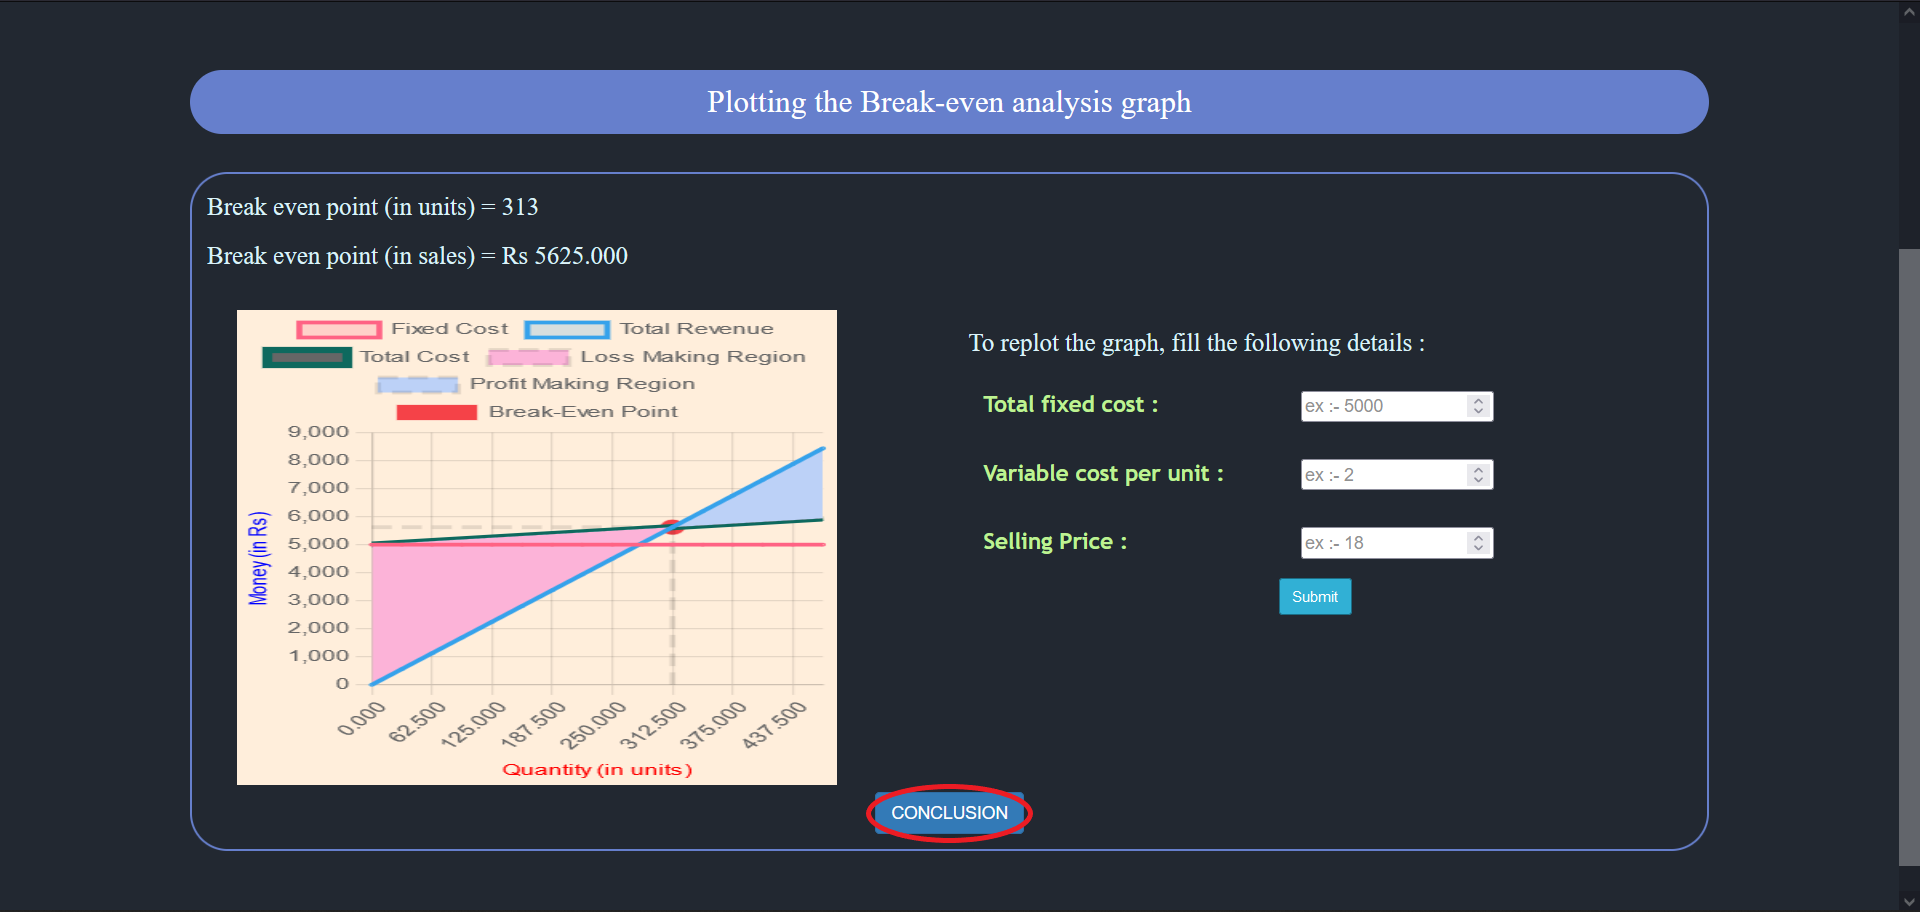 Plotting the Break-even analysis graph
Break even point (in units) = 313
Break even point (in sales) = Rs 5625.000
Fixed Cost Total Revenue
Total Cost Loss Making Region
Profit Making Region
Break-Even Point
9,000
8,000
7,000
6,000
5,000
4,000
3,000
2,000
1,000
0
Money (in Rs)
0.000 62.500 125.000 187.500 250.000 312.500 375.000 437.500
Quantity (in units)
To replot the graph, fill the following details :
Total fixed cost : ex :- 5000
Variable cost per unit : ex :- 2
Selling Price : ex :- 18
Submit
CONCLUSION